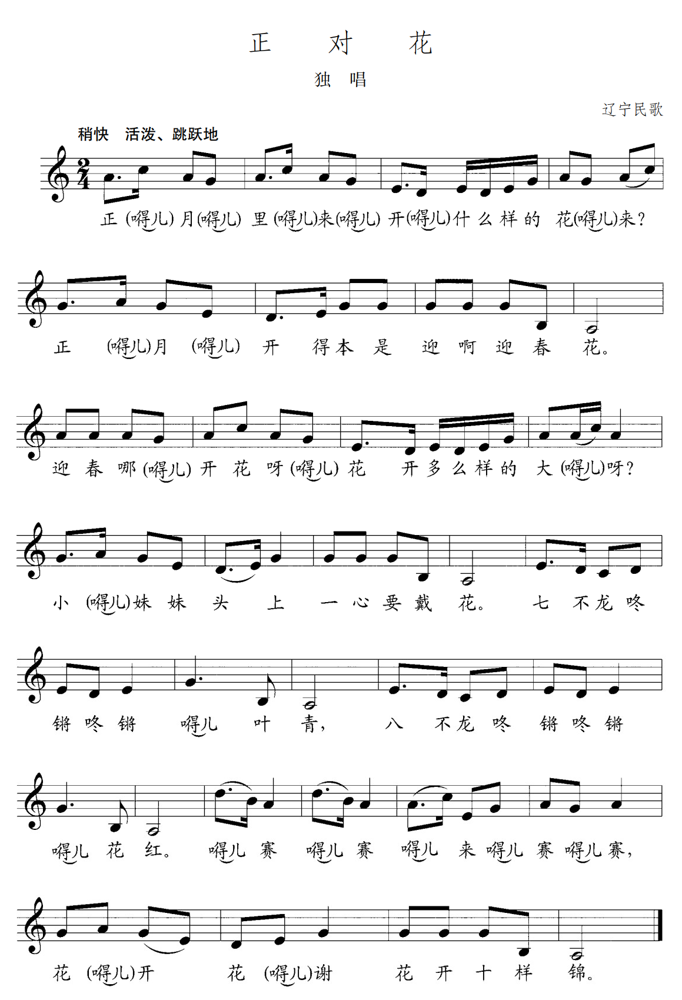 正 对 花
独 唱
辽宁民歌
稍快 活泼、跳跃地
2/4
正 (嘚儿) 月 (嘚儿) 里 (嘚儿) 来 (嘚儿) 开 (嘚儿) 什 么 样 的 花 (嘚儿) 来?
正 (嘚儿) 月 (嘚儿) 开 得 本 是 迎 啊 迎 春 花。
迎 春 哪 (嘚儿) 开 花 呀 (嘚儿) 花 开 多 么 样 的 大 (嘚儿) 呀?
小 (嘚儿) 妹 妹 头 上 一 心 要 戴 花。 七 不 龙 咚
锵 咚 锵 嘚儿 叶 青, 八 不 龙 咚 锵 咚 锵
嘚儿 花 红。 嘚儿 赛 嘚儿 赛 嘚儿 来 嘚儿 赛 嘚儿 赛,
花 (嘚儿) 开 花 (嘚儿) 谢 花 开 十 样 锦。